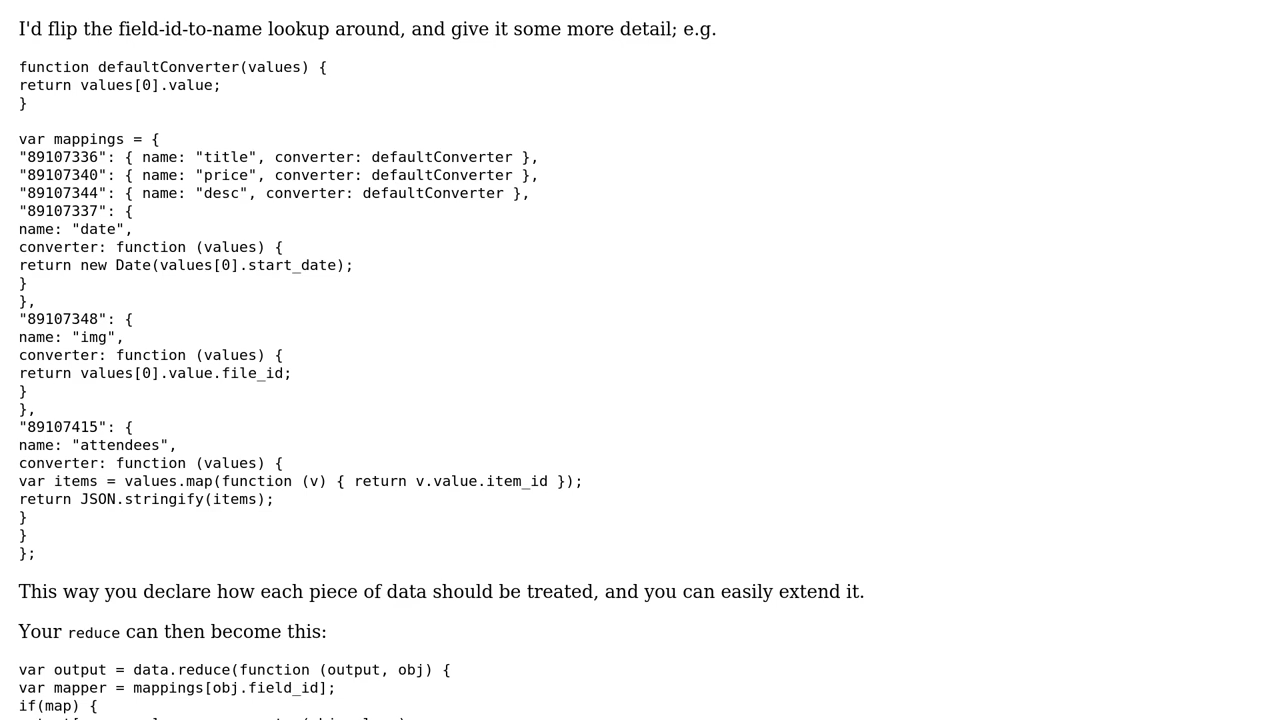 I'd flip the field-id-to-name lookup around, and give it some more detail; e.g.
function defaultConverter(values) {
return values[0].value;
}
var mappings = {
"89107336": { name: "title", converter: defaultConverter },
"89107340": { name: "price", converter: defaultConverter },
"89107344": { name: "desc", converter: defaultConverter },
"89107337": {
name: "date",
converter: function (values) {
return new Date(values[0].start_date);
}
},
"89107348": {
name: "img",
converter: function (values) {
return values[0].value.file_id;
}
},
"89107415": {
name: "attendees",
converter: function (values) {
var items = values.map(function (v) { return v.value.item_id });
return JSON.stringify(items);
}
}
};
This way you declare how each piece of data should be treated, and you can easily extend it.
Your reduce can then become this:
var output = data.reduce(function (output, obj) {
var mapper = mappings[obj.field_id];
if(map) {